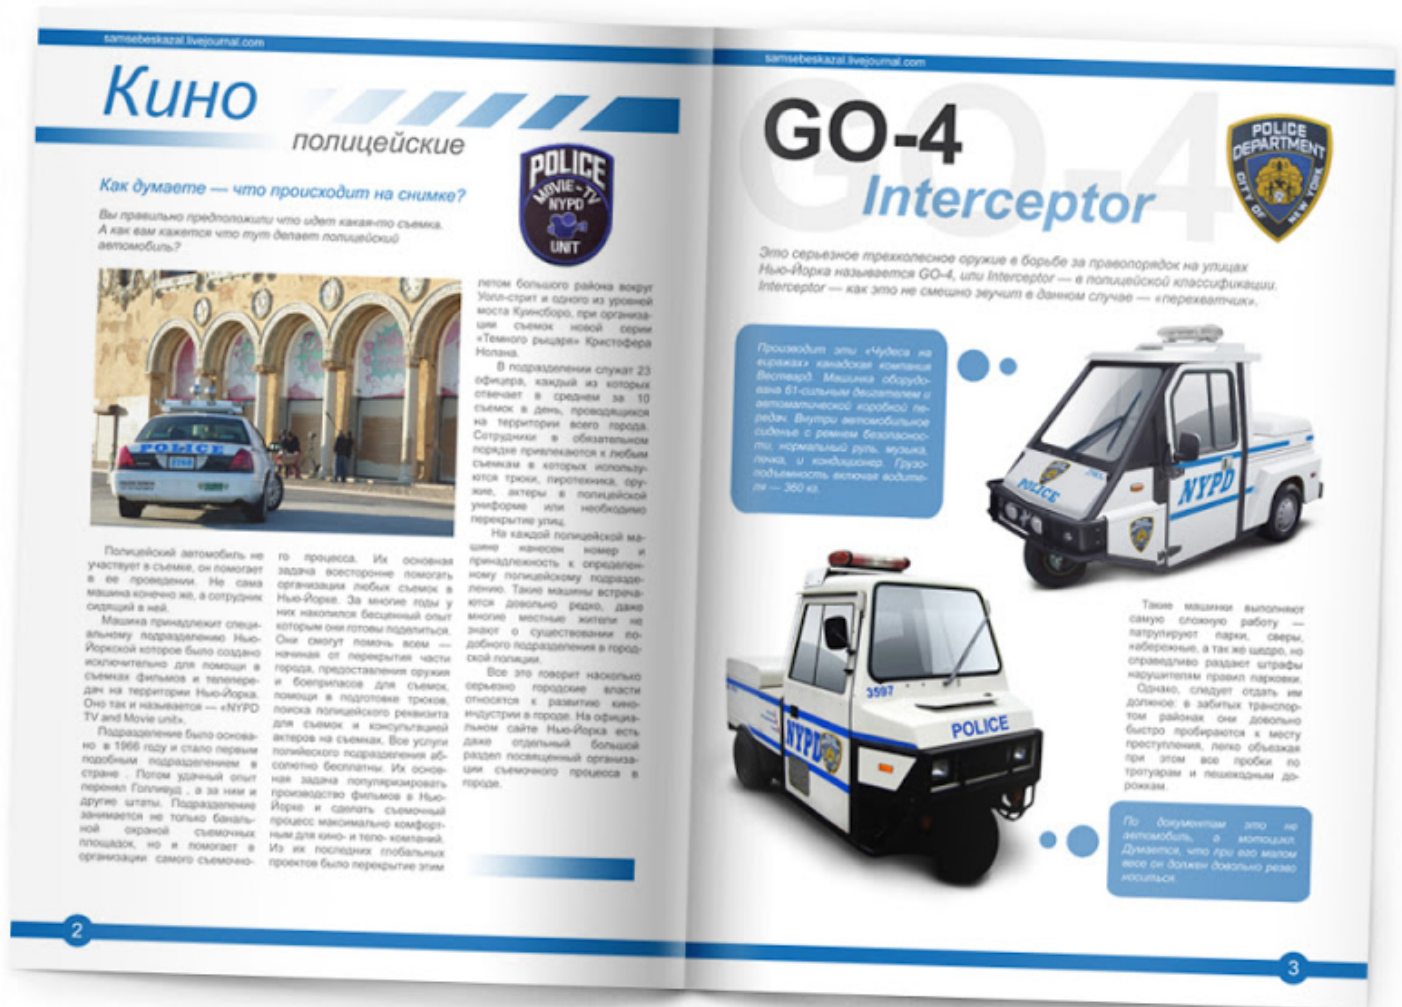 samsebeskazal.livejournal.com
Кино
полицейские
POLICE
MOVIE-TV
NYPD
UNIT
Как думаете — что происходит на снимке?
Вы правильно предположили что идет какая-то съемка.
А как вам кажется что тут делает полицейский
автомобиль?
POLICE
Полицейский автомобиль не
участвует в съемке, он помогает
в ее проведении. Не сама
машина конечно же, а сотрудник
сидящий в ней.
Машина принадлежит специ-
альному подразделению Нью-
Йоркской которое было создано
исключительно для помощи в
съемках фильмов и телепере-
дач на территории Нью-Йорка.
Оно так и называется — «NYPD
TV and Movie unit».
Подразделение было основа-
но в 1966 году и стало первым
подобным подразделением в
стране . Потом удачный опыт
перенял Голливуд , а за ним и
другие штаты. Подразделение
занимается не только баналь-
ной охраной съемочных
площадок, но и помогает в
организации самого съемочно-
го процесса. Их основная
задача всесторонне помогать
организации любых съемок в
Нью-Йорке. За многие годы у
них накопился бесценный опыт
которым они готовы поделиться.
Они смогут помочь всем —
начиная от перекрытия части
города, предоставления оружия
и боеприпасов для съемок,
помощи в подготовке трюков,
поиска полицейского реквизита
для съемок и консультацией
актеров на съемках. Все услуги
полийеского подразделения аб-
солютно бесплатны. Их основ-
ная задача популяризировать
производство фильмов в Нью-
Йорке и сделать съемочный
процесс максимально комфорт-
ным для кино- и теле- компаний.
Из их последних глобальных
проектов было перекрытие этим
летом большого района вокруг
Уолл-стрит и одного из уровней
моста Куинсборо, при организа-
ции съемок новой серии
«Темного рыцаря» Кристофера
Нолана.
В подразделении служат 23
офицера, каждый из которых
отвечает в среднем за 10
съемок в день, проводящихся
на территории всего города.
Сотрудники в обязательном
порядке привлекаются к любым
съемкам в которых использу-
ются трюки, пиротехника, ору-
жие, актеры в полицейской
униформе или необходимо
перекрытие улиц.
На каждой полицейской ма-
шине нанесен номер и
принадлежность к определен-
ному полицейскому подразде-
лению. Такие машины встреча-
ются довольно редко, даже
многие местные жители не
знают о существовании по-
добного подразделения в город-
ской полиции.
Все это говорит насколько
серьезно городские власти
относятся к развитию кино-
индустрии в городе. На официа-
льном сайте Нью-Йорка есть
даже отдельный большой
раздел посвященный организа-
ции съемочного процесса в
городе.
2
samsebeskazal.livejournal.com
GO-4
GO-4
Interceptor
POLICE
DEPARTMENT
CITY OF
NEW YORK
Это серьезное трехколесное оружие в борьбе за правопорядок на улицах
Нью-Йорка называется GO-4, или Interceptor — в полицейской классификации.
Interceptor — как это не смешно звучит в данном случае — «перехватчик».
Производит эти «Чудеса на
виражах» канадская компания
Вествард. Машинка оборудо-
вана 61-сильным двигателем и
автоматической коробкой пе-
редач. Внутри автомобильное
сиденье с ремнем безопаснос-
ти, нормальный руль, музыка,
печка, и кондиционер. Грузо-
подъемность включая водите-
ля — 360 кг.
POLICE
NYPD
3597
POLICE
NYPD
Такие машинки выполняют
самую сложную работу —
патрулируют парки, скверы,
набережные, а так же щедро, но
справедливо раздают штрафы
нарушителям правил парковки.
Однако, следует отдать им
должное: в забитых транспор-
том районах они довольно
быстро пробираются к месту
преступления, легко объезжая
при этом все пробки по
тротуарам и пешеходным до-
рожкам.
По документам это не
автомобиль, а мотоцикл.
Думается, что при его малом
весе он должен довольно резво
носиться.
3